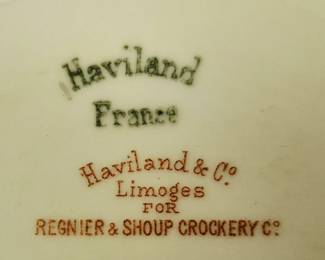 Haviland
France
Haviland & Co.
Limoges
FOR
REGNIER & SHOUP CROCKERY Co.